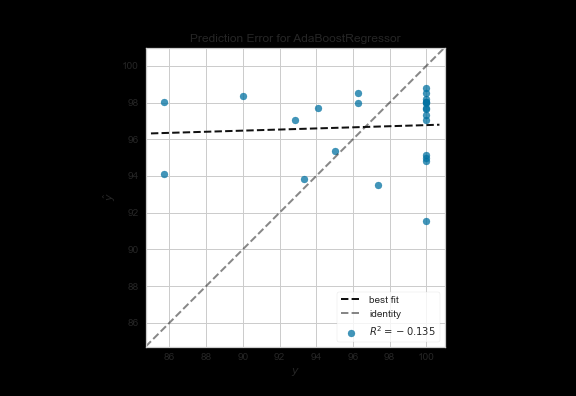 Prediction Error for AdaBoostRegressor
100
98
96
94
92
90
88
86
ŷ
best fit
identity
R² = −0.135
86
88
90
92
94
96
98
100
y